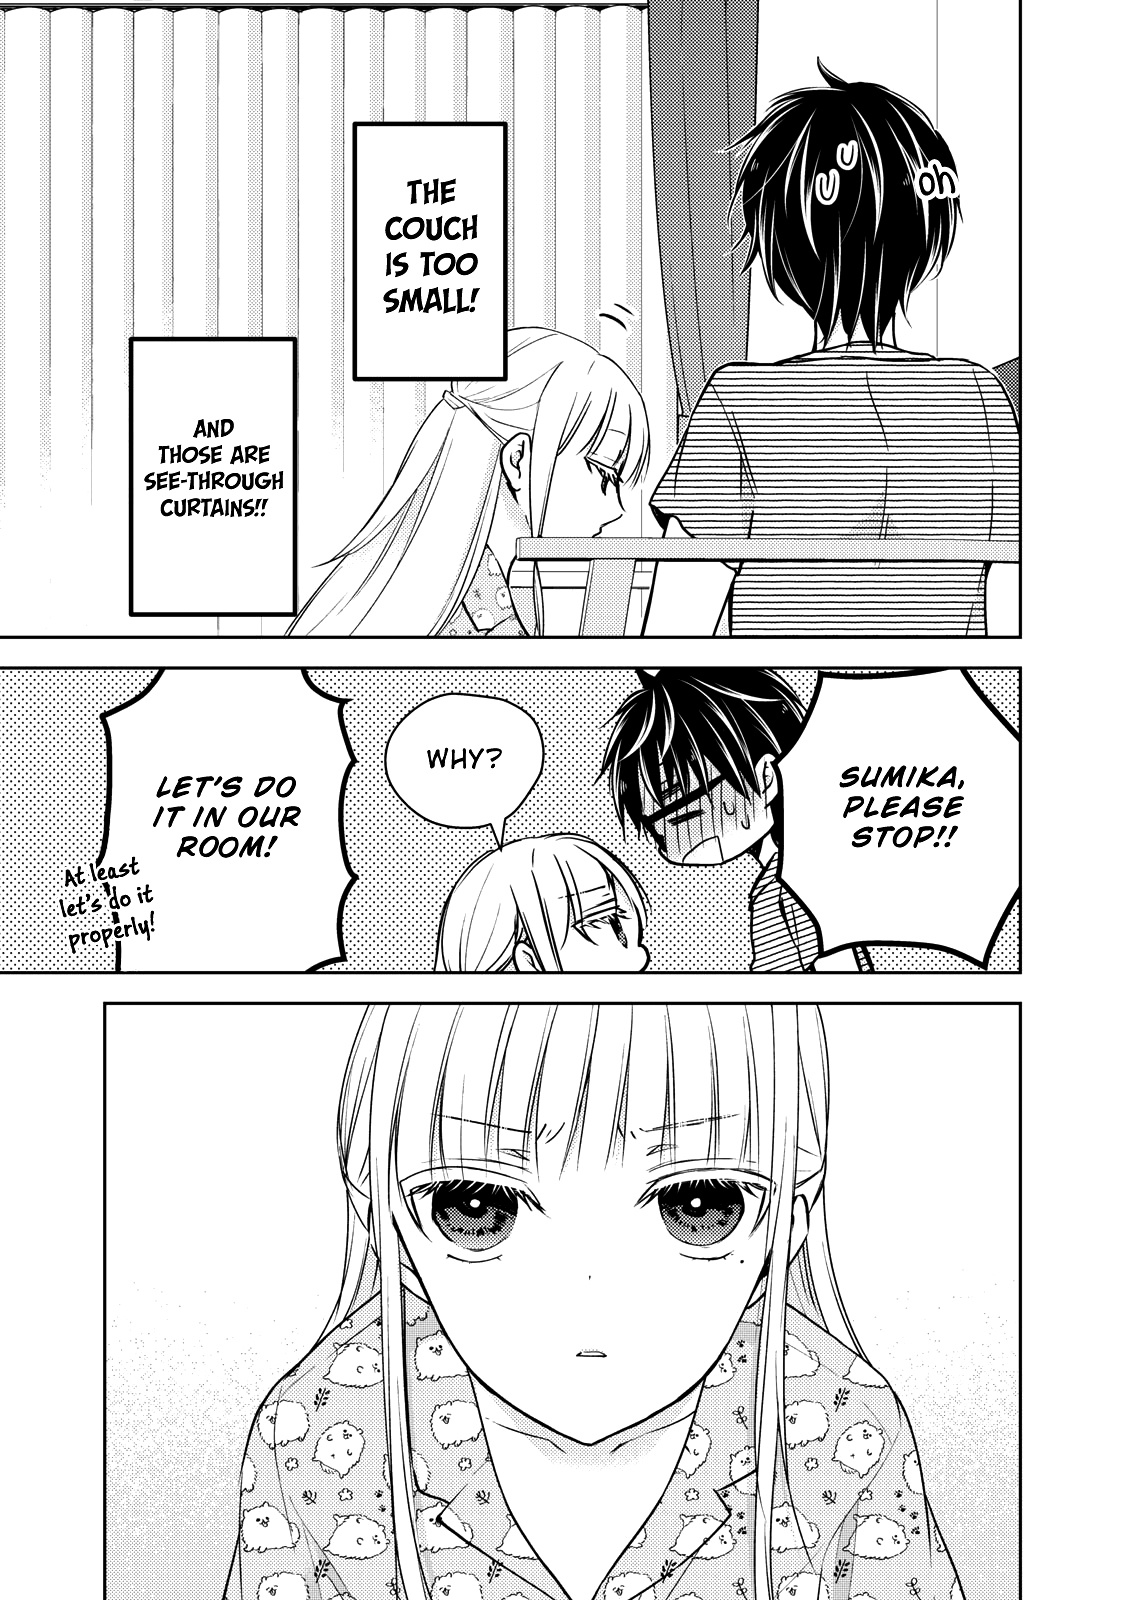 oh
THE
COUCH
IS TOO
SMALL!
AND
THOSE ARE
SEE-THROUGH
CURTAINS!!
SUMIKA,
PLEASE
STOP!!
WHY?
LET'S DO
IT IN OUR
ROOM!
At least
let's do it
properly!